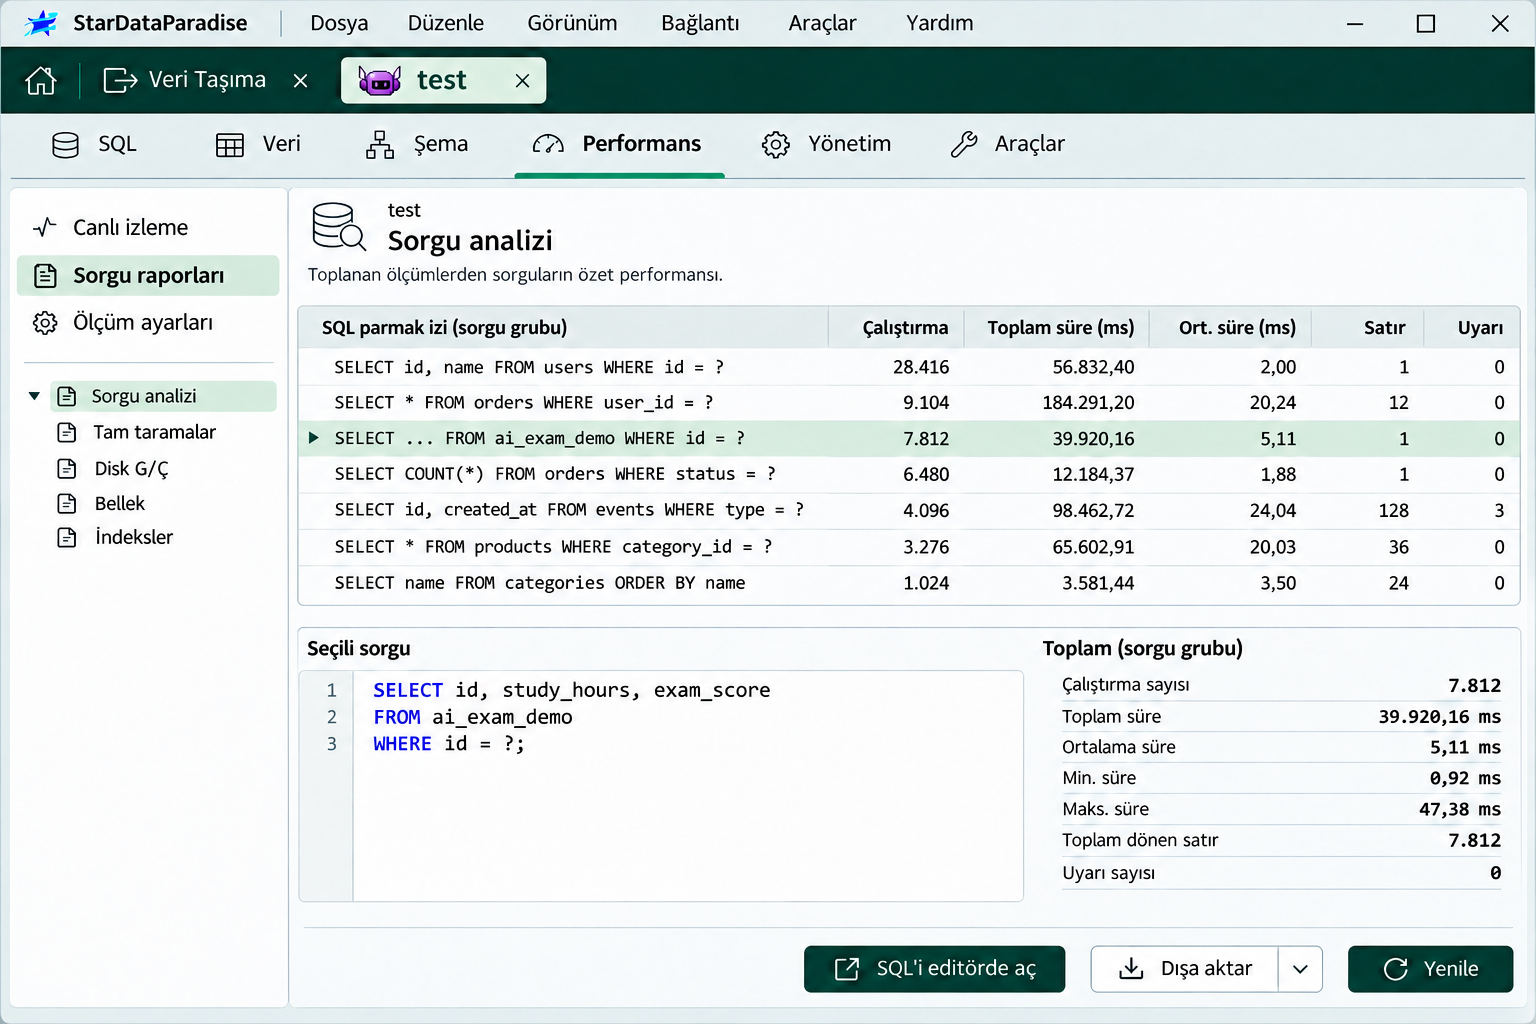 StarDataParadise Dosya Düzenle Görünüm Bağlantı Araçlar Yardım
Veri Taşıma test
SQL Veri Şema Performans Yönetim Araçlar
Canlı izleme
Sorgu raporları
Ölçüm ayarları
Sorgu analizi
Tam taramalar
Disk G/Ç
Bellek
İndeksler
test
Sorgu analizi
Toplanan ölçümlerden sorguların özet performansı.
SQL parmak izi (sorgu grubu) Çalıştırma Toplam süre (ms) Ort. süre (ms) Satır Uyarı
SELECT id, name FROM users WHERE id = ? 28.416 56.832,40 2,00 1 0
SELECT * FROM orders WHERE user_id = ? 9.104 184.291,20 20,24 12 0
SELECT ... FROM ai_exam_demo WHERE id = ? 7.812 39.920,16 5,11 1 0
SELECT COUNT(*) FROM orders WHERE status = ? 6.480 12.184,37 1,88 1 0
SELECT id, created_at FROM events WHERE type = ? 4.096 98.462,72 24,04 128 3
SELECT * FROM products WHERE category_id = ? 3.276 65.602,91 20,03 36 0
SELECT name FROM categories ORDER BY name 1.024 3.581,44 3,50 24 0
Seçili sorgu
1 SELECT id, study_hours, exam_score
2 FROM ai_exam_demo
3 WHERE id = ?;
Toplam (sorgu grubu)
Çalıştırma sayısı 7.812
Toplam süre 39.920,16 ms
Ortalama süre 5,11 ms
Min. süre 0,92 ms
Maks. süre 47,38 ms
Toplam dönen satır 7.812
Uyarı sayısı 0
SQL'i editörde aç Dışa aktar Yenile